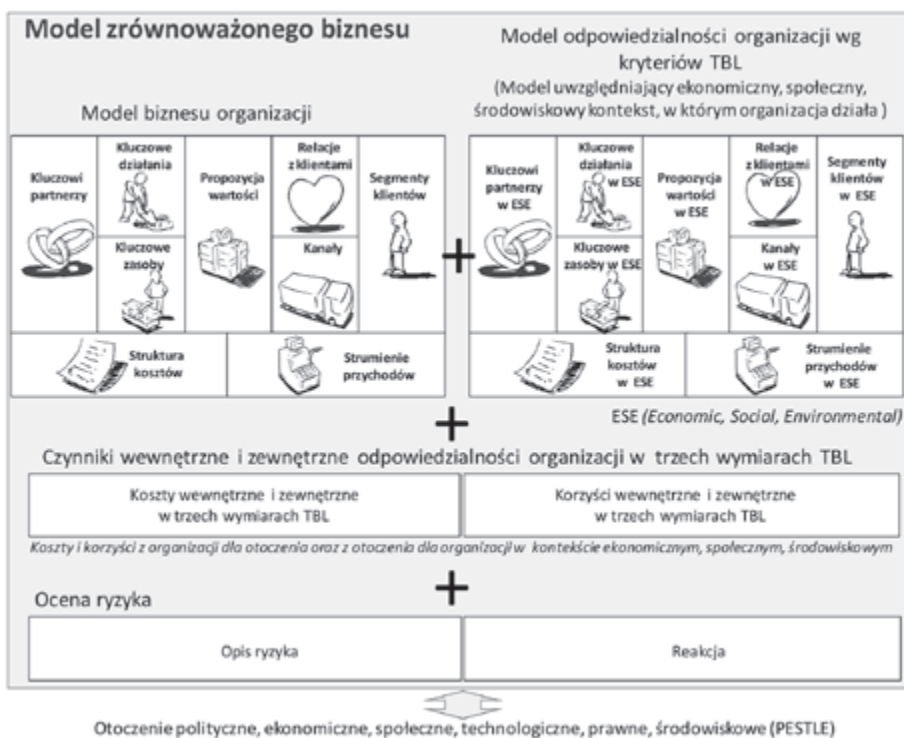 Model zrównoważonego biznesu
Model odpowiedzialności organizacji wg
kryteriów TBL
(Model uwzględniający ekonomiczny, społeczny,
środowiskowy kontekst, w którym organizacja działa )
Model biznesu organizacji
Kluczowi
partnerzy
Kluczowe
działania
Kluczowe
zasoby
Propozycja
wartości
Relacje
z klientami
Kanały
Segmenty
klientów
Struktura
kosztów
Strumienie
przychodów
+
Kluczowi
partnerzy
w ESE
Kluczowe
działania
w ESE
Kluczowe
zasoby w ESE
Propozycja
wartości
w ESE
Relacje
z klientami
w ESE
Kanały
w ESE
Segmenty
klientów
w ESE
Struktura
kosztów
w ESE
Strumienie
przychodów
w ESE
ESE (Economic, Social, Environmental)
+
Czynniki wewnętrzne i zewnętrzne odpowiedzialności organizacji w trzech wymiarach TBL
Koszty wewnętrzne i zewnętrzne
w trzech wymiarach TBL
Korzyści wewnętrzne i zewnętrzne
w trzech wymiarach TBL
Koszty i korzyści z organizacji dla otoczenia oraz z otoczenia dla organizacji w kontekście ekonomicznym, społecznym, środowiskowym
+
Ocena ryzyka
Opis ryzyka
Reakcja
Otoczenie polityczne, ekonomiczne, społeczne, technologiczne, prawne, środowiskowe (PESTLE)